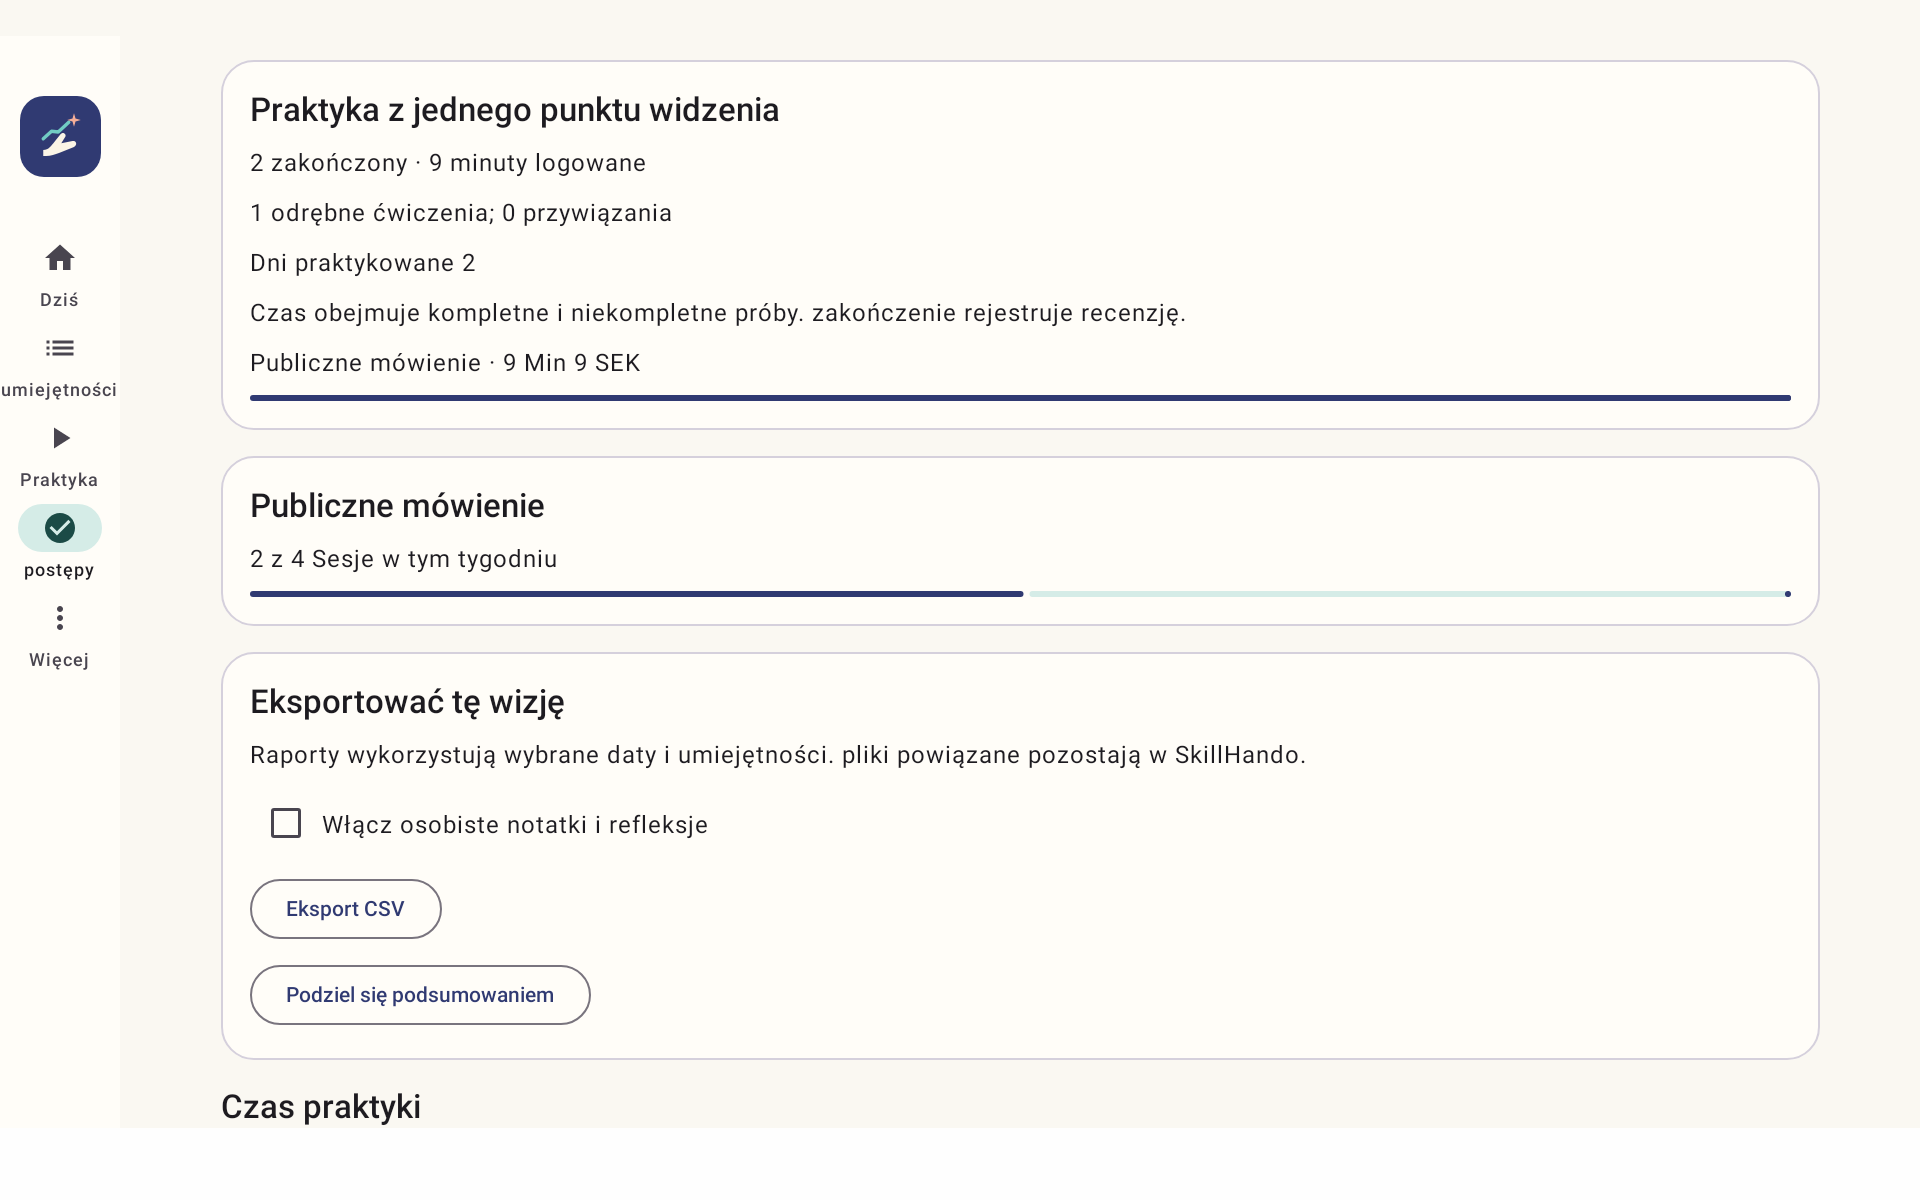 Dziś
umiejętności
Praktyka
postępy
Więcej
Praktyka z jednego punktu widzenia
2 zakończony · 9 minuty logowane
1 odrębne ćwiczenia; 0 przywiązania
Dni praktykowane 2
Czas obejmuje kompletne i niekompletne próby. zakończenie rejestruje recenzję.
Publiczne mówienie · 9 Min 9 SEK
Publiczne mówienie
2 z 4 Sesje w tym tygodniu
Eksportować tę wizję
Raporty wykorzystują wybrane daty i umiejętności. pliki powiązane pozostają w SkillHando.
Włącz osobiste notatki i refleksje
Eksport CSV
Podziel się podsumowaniem
Czas praktyki